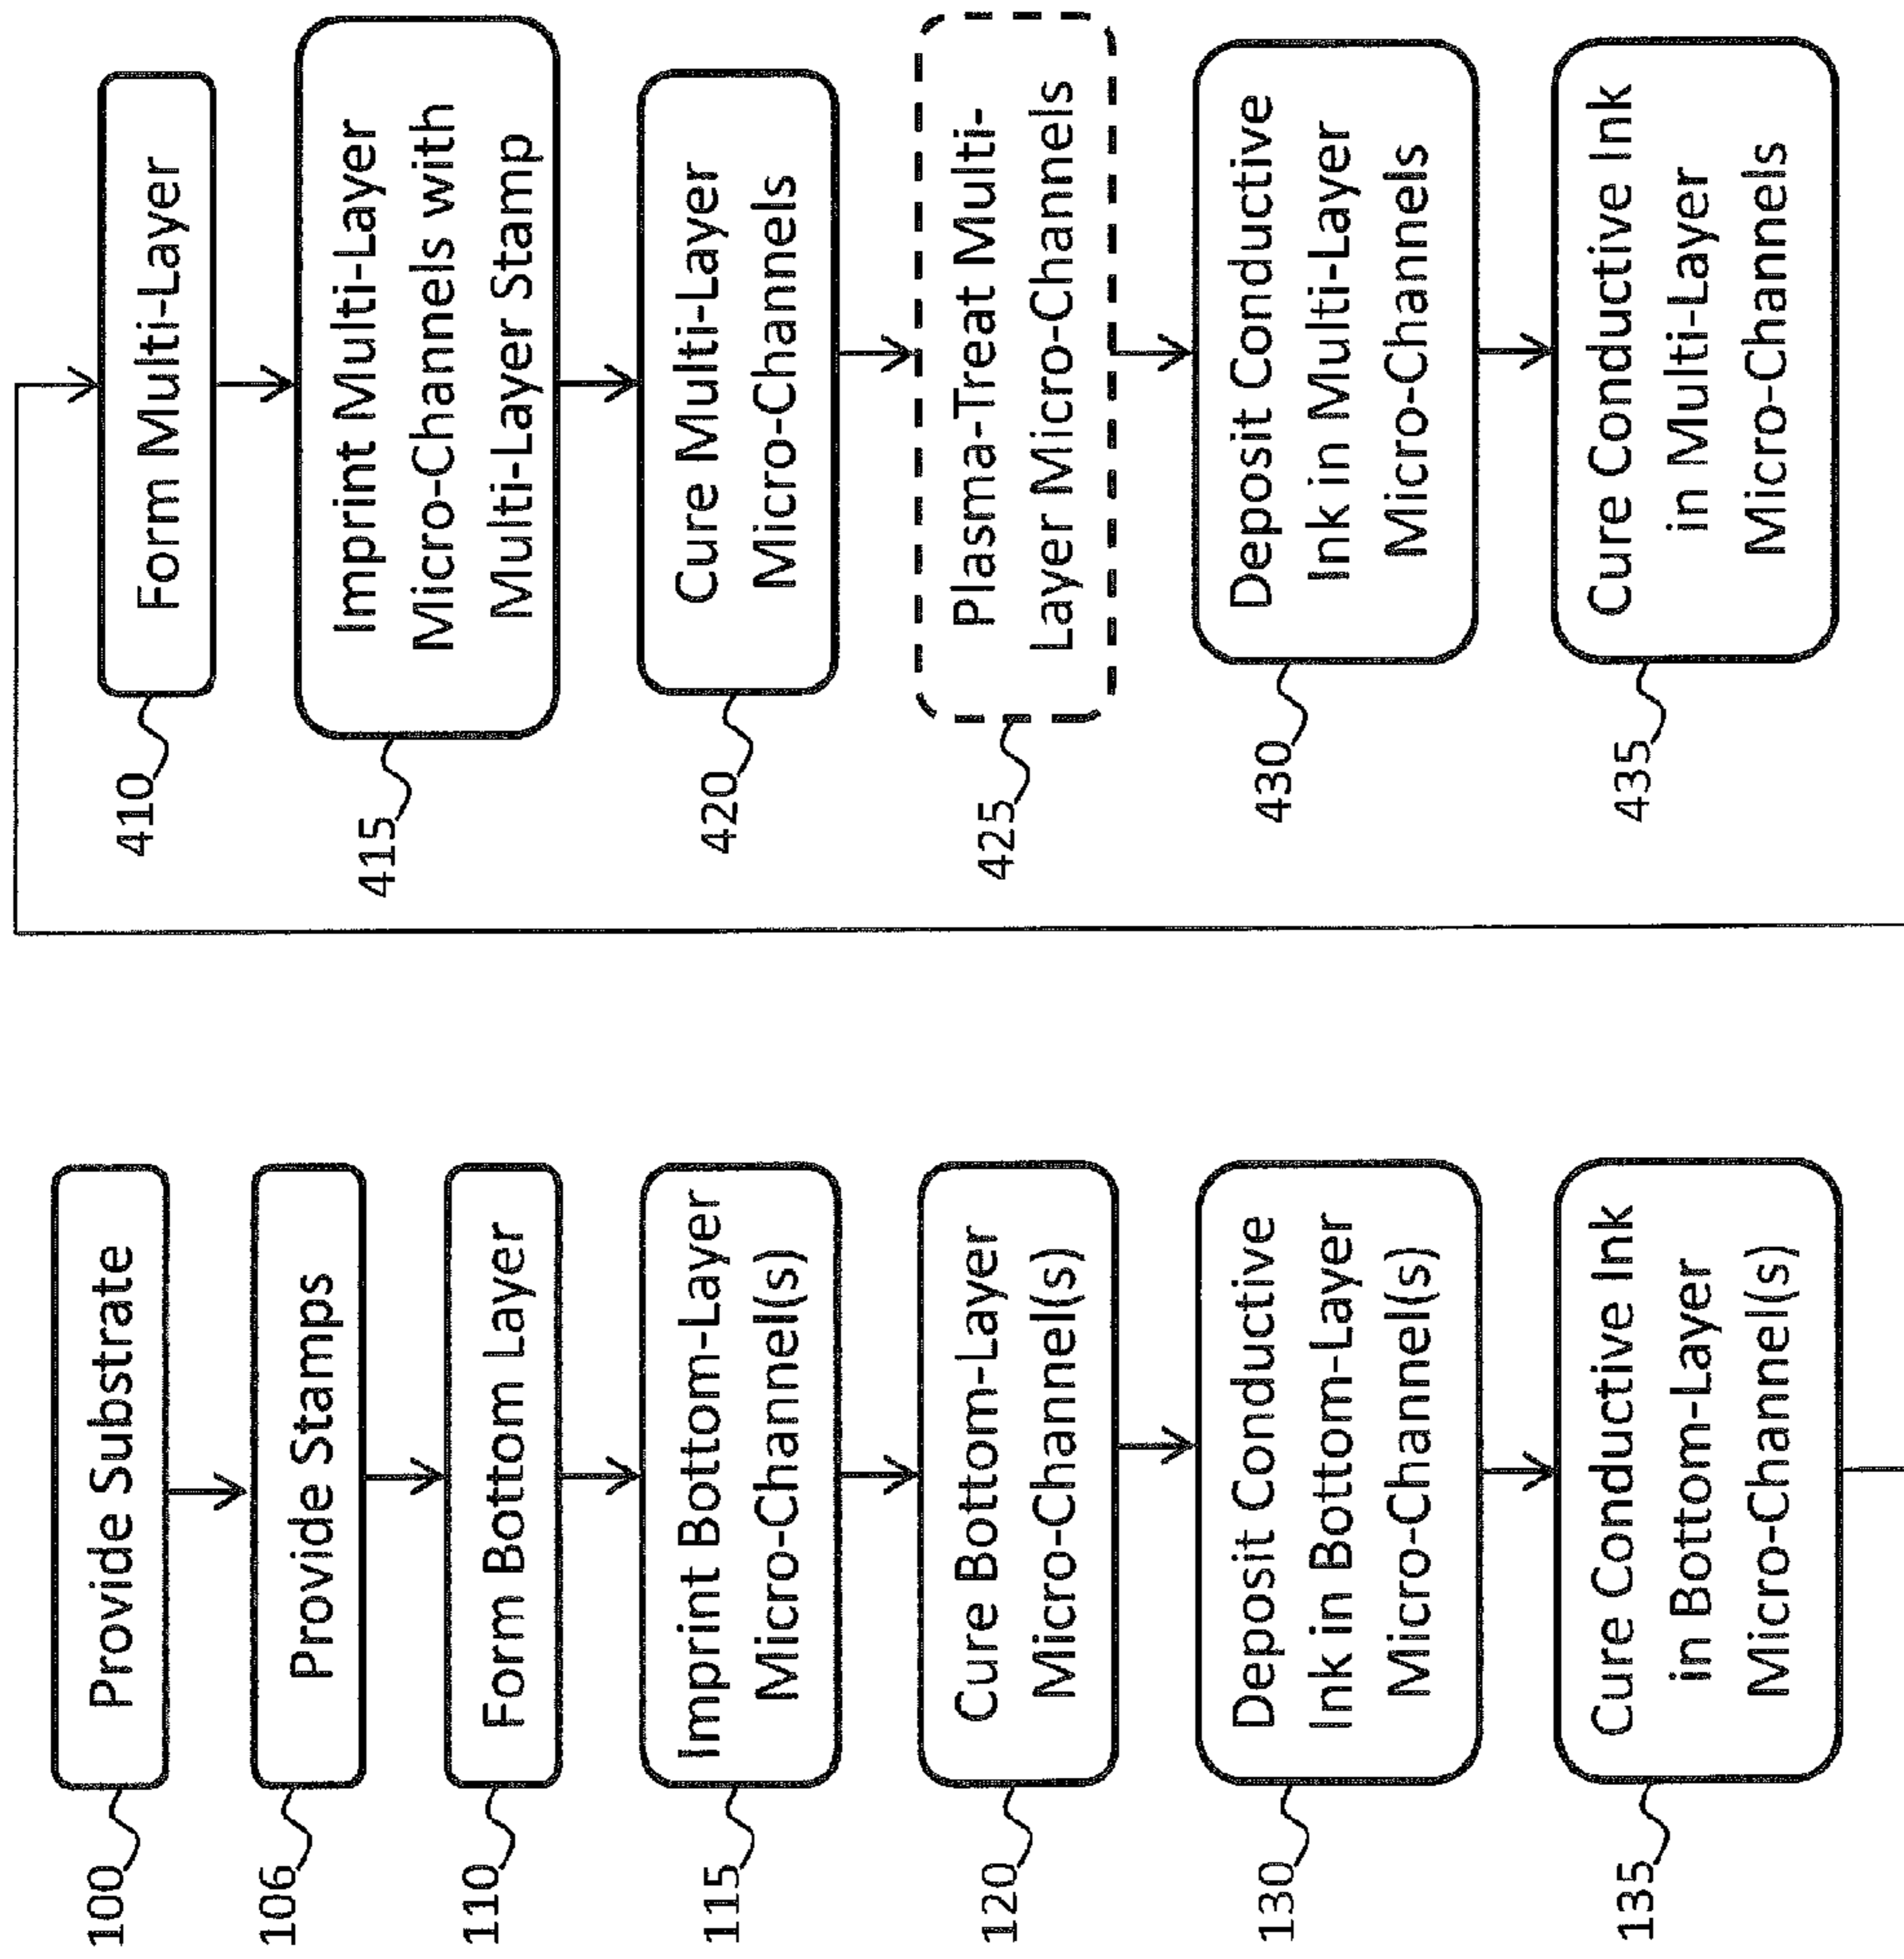 100
Provide Substrate
106
Provide Stamps
110
Form Bottom Layer
115
Imprint Bottom-Layer
Micro-Channel(s)
120
Cure Bottom-Layer
Micro-Channel(s)
130
Deposit Conductive
Ink in Bottom-Layer
Micro-Channel(s)
135
Cure Conductive Ink
in Bottom-Layer
Micro-Channel(s)
410
Form Multi-Layer
415
Imprint Multi-Layer
Micro-Channels with
Multi-Layer Stamp
420
Cure Multi-Layer
Micro-Channels
425
Plasma-Treat Multi-
Layer Micro-Channels
430
Deposit Conductive
Ink in Multi-Layer
Micro-Channels
435
Cure Conductive Ink
in Multi-Layer
Micro-Channels